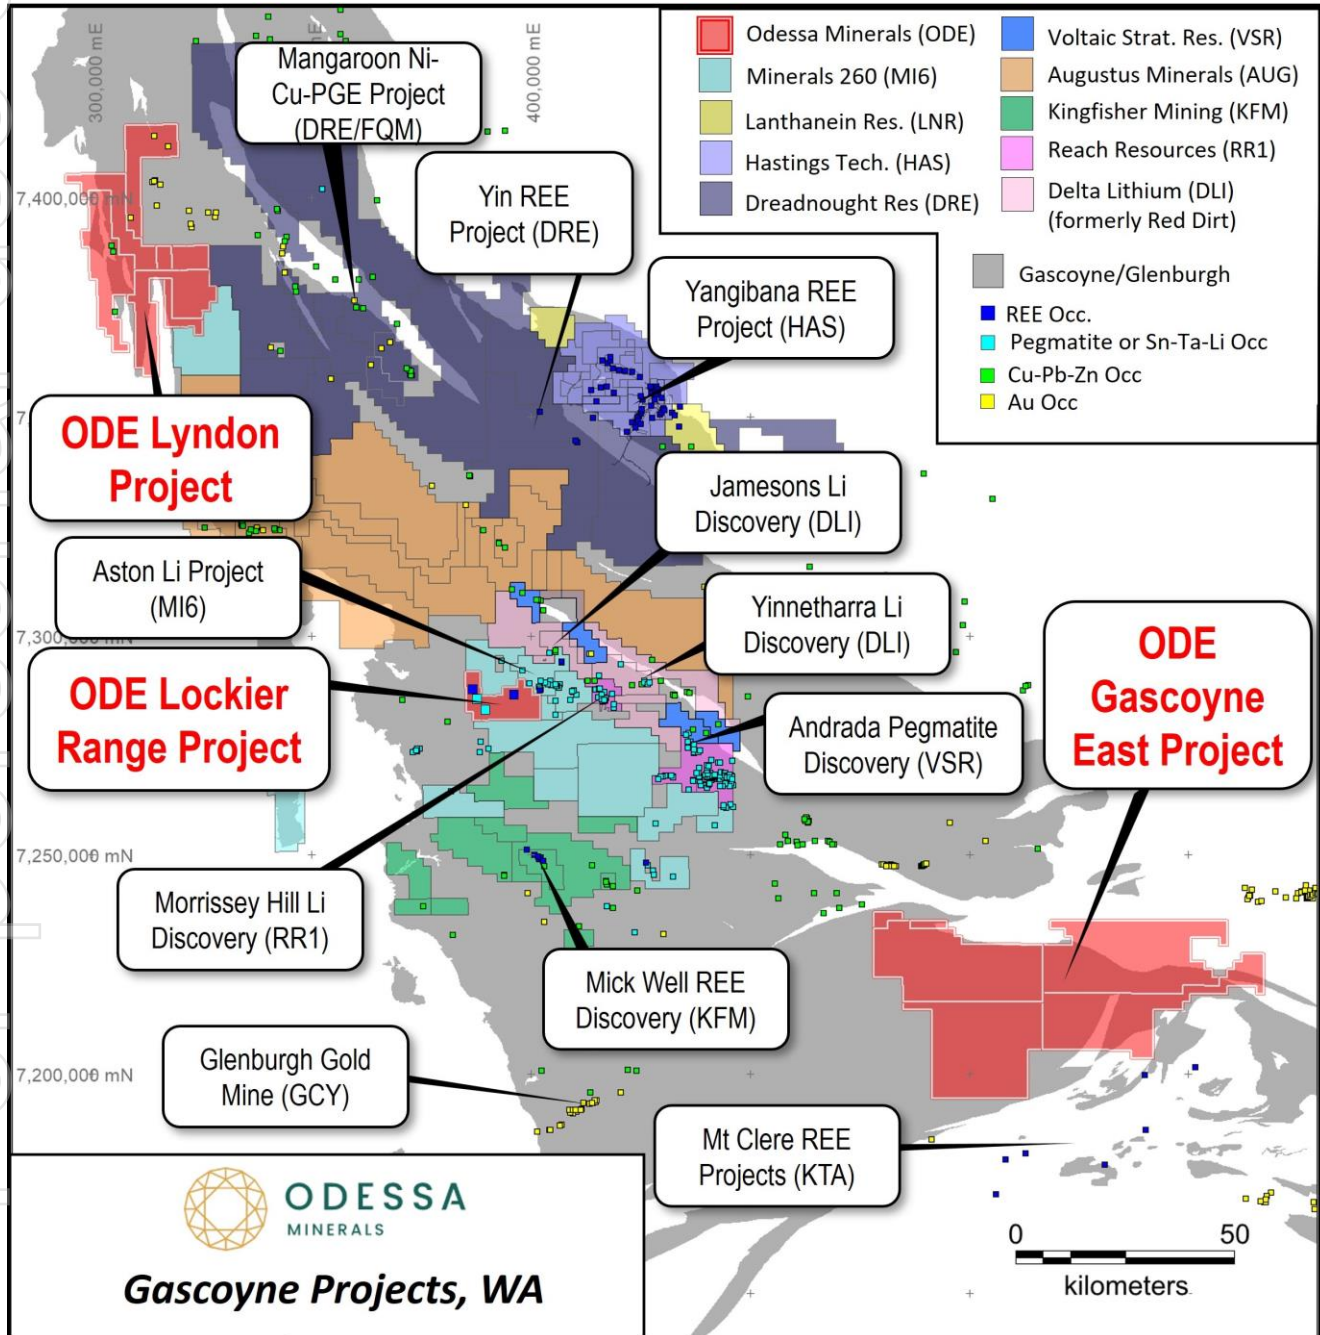 300,000 mE
400,000 mE
Mangaroon Ni-
Cu-PGE Project
(DRE/FQM)
Yin REE
Project (DRE)
Yangibana REE
Project (HAS)
Odessa Minerals (ODE)
Minerals 260 (MI6)
Lanthanein Res. (LNR)
Hastings Tech. (HAS)
Dreadnought Res (DRE)
Voltaic Strat. Res. (VSR)
Augustus Minerals (AUG)
Kingfisher Mining (KFM)
Reach Resources (RR1)
Delta Lithium (DLI)
(formerly Red Dirt)
Gascoyne/Glenburgh
REE Occ.
Pegmatite or Sn-Ta-Li Occ
Cu-Pb-Zn Occ
Au Occ
7,400,000 mN
ODE Lyndon
Project
Jamesons Li
Discovery (DLI)
Aston Li Project
(MI6)
Yinnetharra Li
Discovery (DLI)
7,300,000 mN
ODE Lockier
Range Project
ODE
Gascoyne
East Project
Andrada Pegmatite
Discovery (VSR)
7,250,000 mN
Morrissey Hill Li
Discovery (RR1)
Mick Well REE
Discovery (KFM)
Glenburgh Gold
Mine (GCY)
7,200,000 mN
Mt Clere REE
Projects (KTA)
ODESSA
MINERALS
Gascoyne Projects, WA
0 50
kilometers